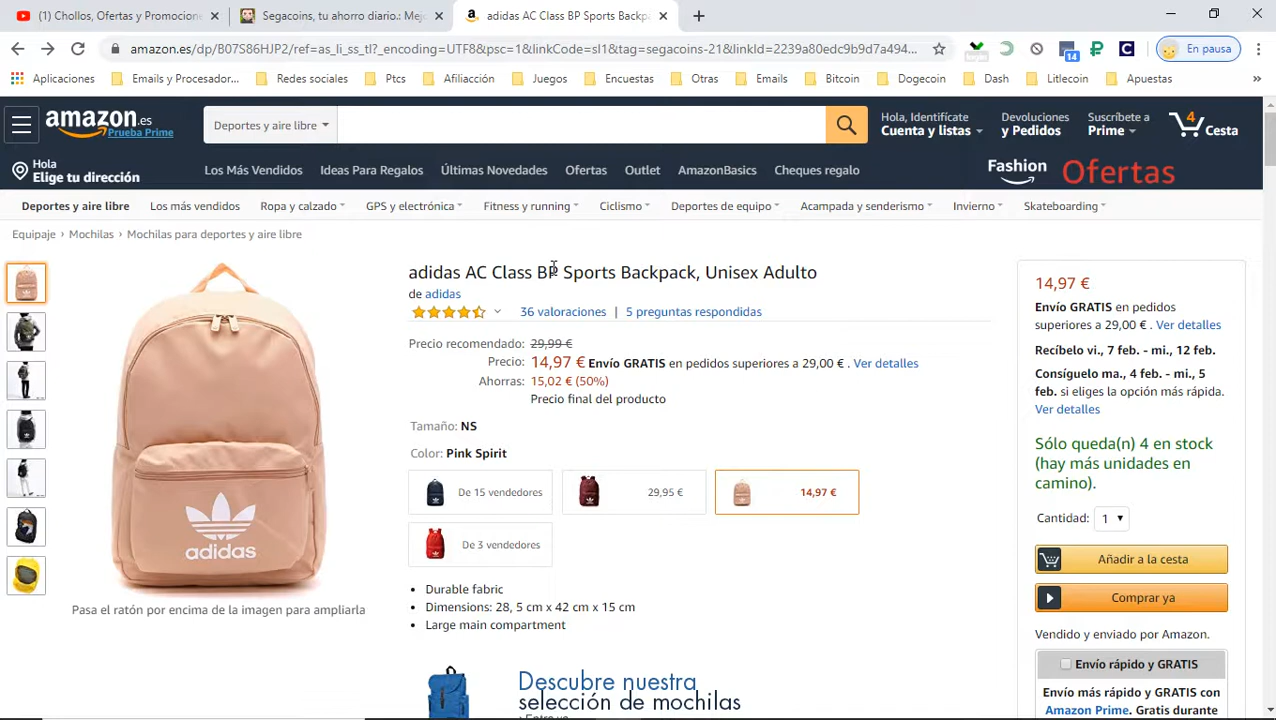 (1) Chollos, Ofertas y Promocione
Segacoins, tu ahorro diario.: Mejo
adidas AC Class BP Sports Backpa
amazon.es/dp/B07S86HJP2/ref=as_li_ss_tl?_encoding=UTF8&psc=1&linkCode=sl1&tag=segacoins-21&linkId=2239a80edc9b9d7a494...
14
En pausa
Aplicaciones
Emails y Procesador...
Redes sociales
Ptcs
Afiliacción
Juegos
Encuestas
Otras
Emails
Bitcoin
Dogecoin
Dash
Litlecoin
Apuestas
»
amazon.es
Prueba Prime
Deportes y aire libre
Hola, Identifícate
Cuenta y listas
Devoluciones
y Pedidos
Suscríbete a
Prime
4
Cesta
Hola
Elige tu dirección
Los Más Vendidos
Ideas Para Regalos
Últimas Novedades
Ofertas
Outlet
AmazonBasics
Cheques regalo
Fashion
Ofertas
Deportes y aire libre
Los más vendidos
Ropa y calzado
GPS y electrónica
Fitness y running
Ciclismo
Deportes de equipo
Acampada y senderismo
Invierno
Skateboarding
Equipaje › Mochilas › Mochilas para deportes y aire libre
adidas
Pasa el ratón por encima de la imagen para ampliarla
adidas AC Class BP Sports Backpack, Unisex Adulto
de adidas
36 valoraciones | 5 preguntas respondidas
Precio recomendado: 29,99 €
Precio: 14,97 € Envío GRATIS en pedidos superiores a 29,00 € . Ver detalles
Ahorras: 15,02 € (50%)
Precio final del producto
Tamaño: NS
Color: Pink Spirit
De 15 vendedores
29,95 €
14,97 €
De 3 vendedores
• Durable fabric
• Dimensions: 28, 5 cm x 42 cm x 15 cm
• Large main compartment
Descubre nuestra
selección de mochilas
14,97 €
Envío GRATIS en pedidos
superiores a 29,00 € . Ver detalles
Recíbelo vi., 7 feb. - mi., 12 feb.
Consíguelo ma., 4 feb. - mi., 5
feb. si eliges la opción más rápida.
Ver detalles
Sólo queda(n) 4 en stock
(hay más unidades en
camino).
Cantidad: 1
Añadir a la cesta
Comprar ya
Vendido y enviado por Amazon.
Envío rápido y GRATIS
Envío más rápido y GRATIS con
Amazon Prime. Gratis durante